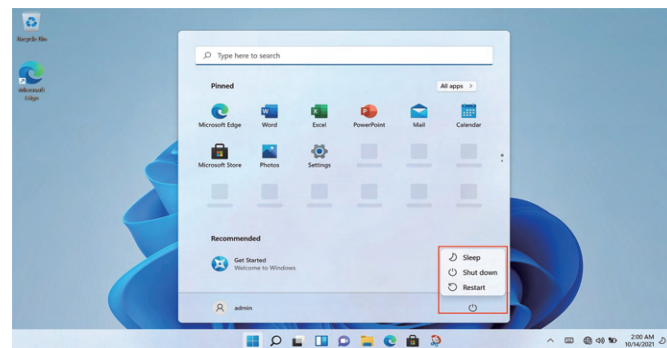 Recycle Bin
Microsoft
Edge
Type here to search
Pinned
All apps >
Microsoft Edge
Word
Excel
PowerPoint
Mail
Calendar
Microsoft Store
Photos
Settings
Recommended
Get Started
Welcome to Windows
Sleep
Shut down
Restart
admin
2:00 AM
10/14/2021